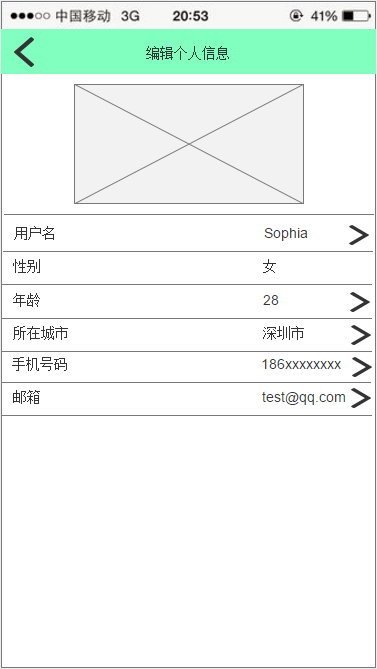 中国移动 3G 20:53 41%
编辑个人信息
用户名 Sophia
性别 女
年龄 28
所在城市 深圳市
手机号码 186xxxxxxxx
邮箱 test@qq.com